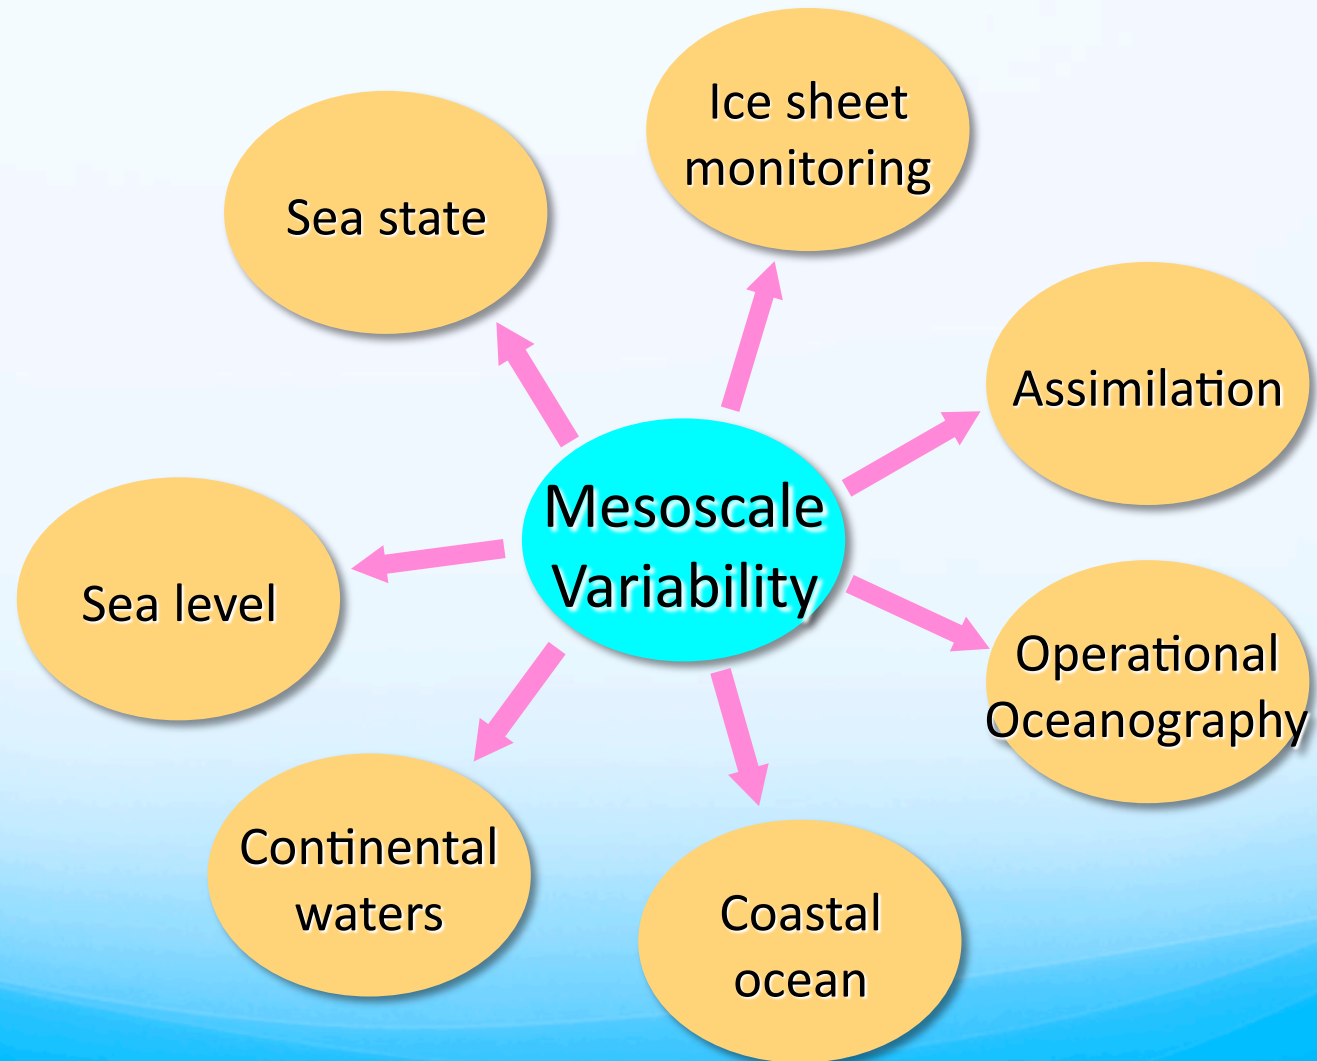 Ice sheet
monitoring
Sea state
Assimilation
Mesoscale
Variability
Sea level
Operational
Oceanography
Continental
waters
Coastal
ocean